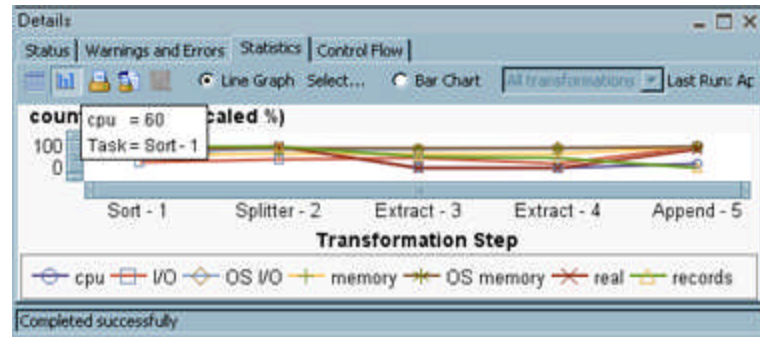 Details
Status Warnings and Errors Statistics Control Flow
Line Graph Select... Bar Chart All transformations Last Run: Ap
coun caled %)
cpu = 60
Task = Sort - 1
100
0
Sort - 1 Splitter - 2 Extract - 3 Extract - 4 Append - 5
Transformation Step
cpu I/O OS I/O memory OS memory real records
Completed successfully